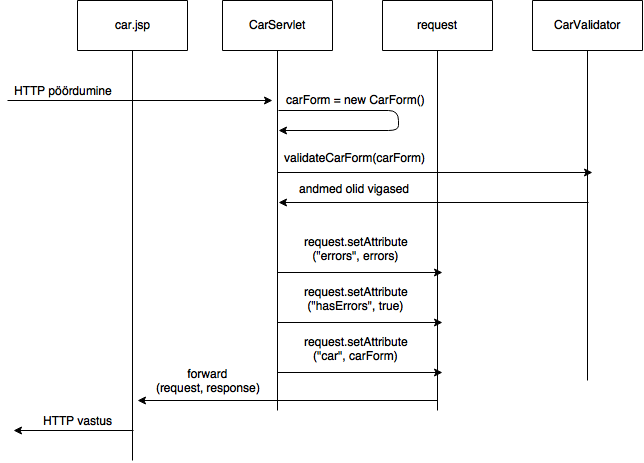 car.jsp
CarServlet
request
CarValidator
HTTP pöördumine
carForm = new CarForm()
validateCarForm(carForm)
andmed olid vigased
request.setAttribute
("errors", errors)
request.setAttribute
("hasErrors", true)
request.setAttribute
("car", carForm)
forward
(request, response)
HTTP vastus